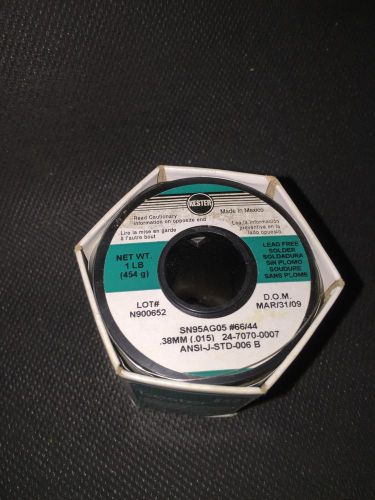 KESTER
Read Cautionary
information on opposite end
Lire la mise en garde
à l'autre bout
Made in Mexico
Lea la información
preventiva en la
lado opuesto
NET WT.
1 LB
(454 g)
LEAD FREE
SOLDER
SOLDADURA
SIN PLOMO
SOUDURE
SANS PLOMB
LOT#
N900652
D.O.M.
MAR/31/09
SN95AG05 #66/44
.38MM (.015) 24-7070-0007
ANSI-J-STD-006 B